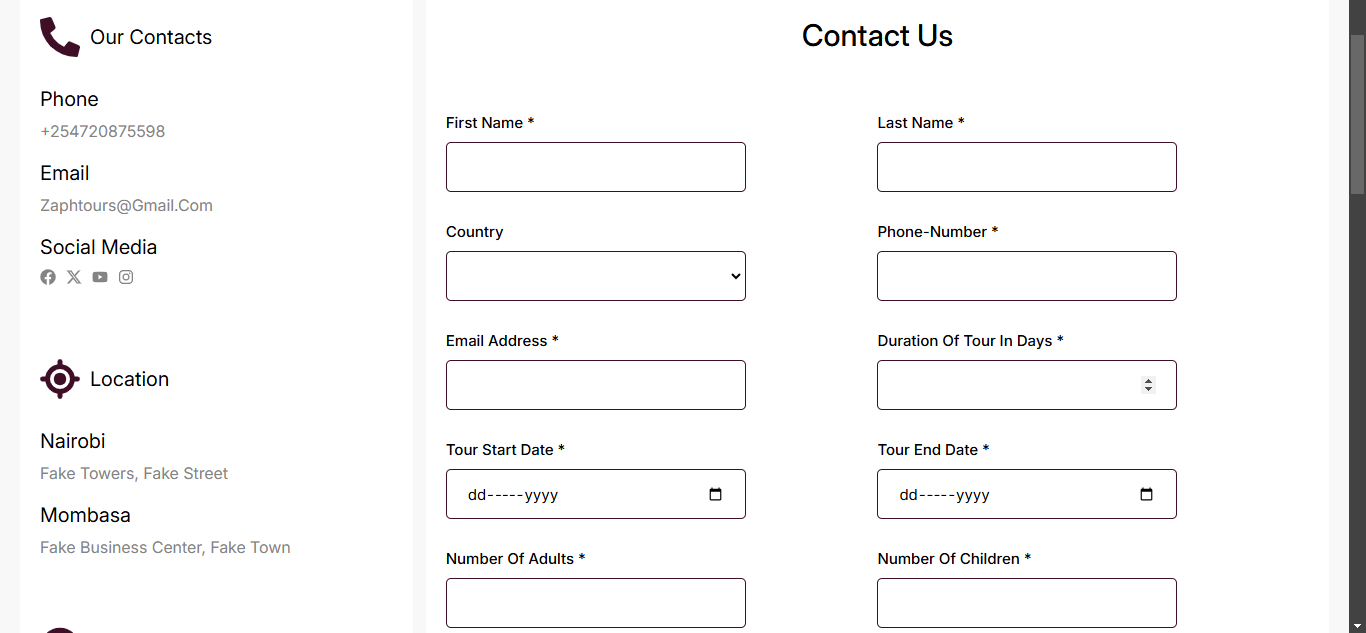 Our Contacts
Phone
+254720875598
Email
Zaphtours@Gmail.Com
Social Media
Location
Nairobi
Fake Towers, Fake Street
Mombasa
Fake Business Center, Fake Town
Contact Us
First Name *
Last Name *
Country
Phone-Number *
Email Address *
Duration Of Tour In Days *
Tour Start Date *
Tour End Date *
dd-----yyyy
dd-----yyyy
Number Of Adults *
Number Of Children *